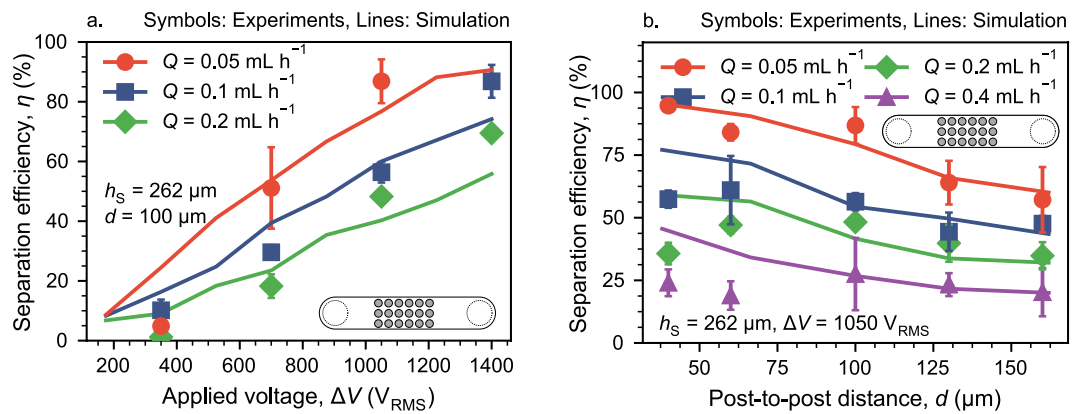 a. Symbols: Experiments, Lines: Simulation
Q = 0.05 mL h⁻¹
Q = 0.1 mL h⁻¹
Q = 0.2 mL h⁻¹
hS = 262 µm
d = 100 µm
Separation efficiency, η (%)
100
80
60
40
20
0
200 400 600 800 1000 1200 1400
Applied voltage, ΔV (VRMS)
b. Symbols: Experiments, Lines: Simulation
Q = 0.05 mL h⁻¹ Q = 0.2 mL h⁻¹
Q = 0.1 mL h⁻¹ Q = 0.4 mL h⁻¹
Separation efficiency, η (%)
100
75
50
25
0
hS = 262 µm, ΔV = 1050 VRMS
50 75 100 125 150
Post-to-post distance, d (µm)